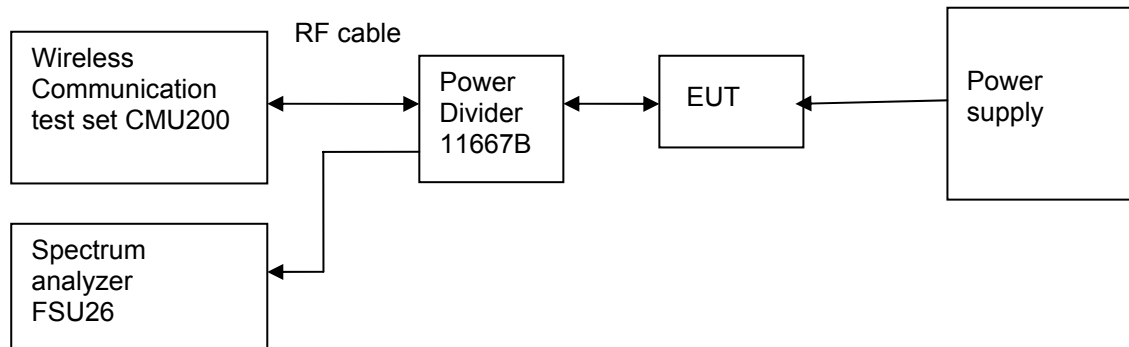 RF cable
Wireless
Communication
test set CMU200
Power
Divider
11667B
EUT
Power
supply
Spectrum
analyzer
FSU26